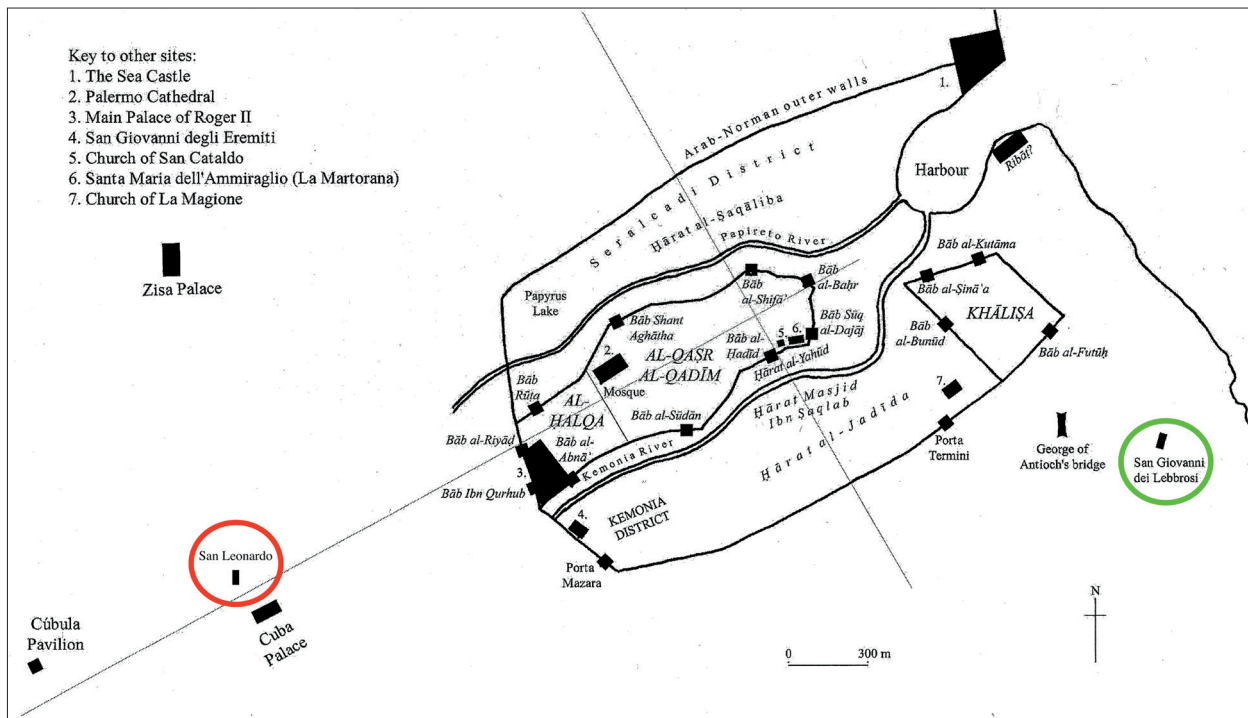 Key to other sites:
1. The Sea Castle
2. Palermo Cathedral
3. Main Palace of Roger II
4. San Giovanni degli Eremiti
5. Church of San Cataldo
6. Santa Maria dell'Ammiraglio (La Martorana)
7. Church of La Magione
Zisa Palace
1.
Arab-Norman outer walls
Seralcadi District
Ḥārat al-Ṣaqāliba
Papireto River
Harbour
Ribāṭ?
Papyrus
Lake
Bāb Shant
Aghātha
Bāb
al-Shifā'
Bāb
al-Baḥr
Bāb al-Kutāma
Bāb al-Ṣinā'a
KHĀLIṢA
Bāb
al-Bunūd
Bāb al-Futūḥ
Bāb Sūq
al-Dajāj
5.
6.
Bāb al-
Ḥadīd
Ḥārat al-Yahūd
2.
AL-QAṢR
AL-QADĪM
Mosque
Bāb
Rūṭa
AL-
HALQA
Bāb al-Sūdān
Ḥārat Masjid
Ibn Ṣaqlab
Ḥārat al-Jadīda
7.
Porta
Termini
George of
Antioch's bridge
San Giovanni
dei Lebbrosi
Bāb al-Riyāḍ
Bāb al-
Abnā'
Kemonia River
3.
Bāb Ibn Qurhub
4.
KEMONIA
DISTRICT
Porta
Mazara
San Leonardo
Cúbula
Pavilion
Cuba
Palace
N
0
300 m